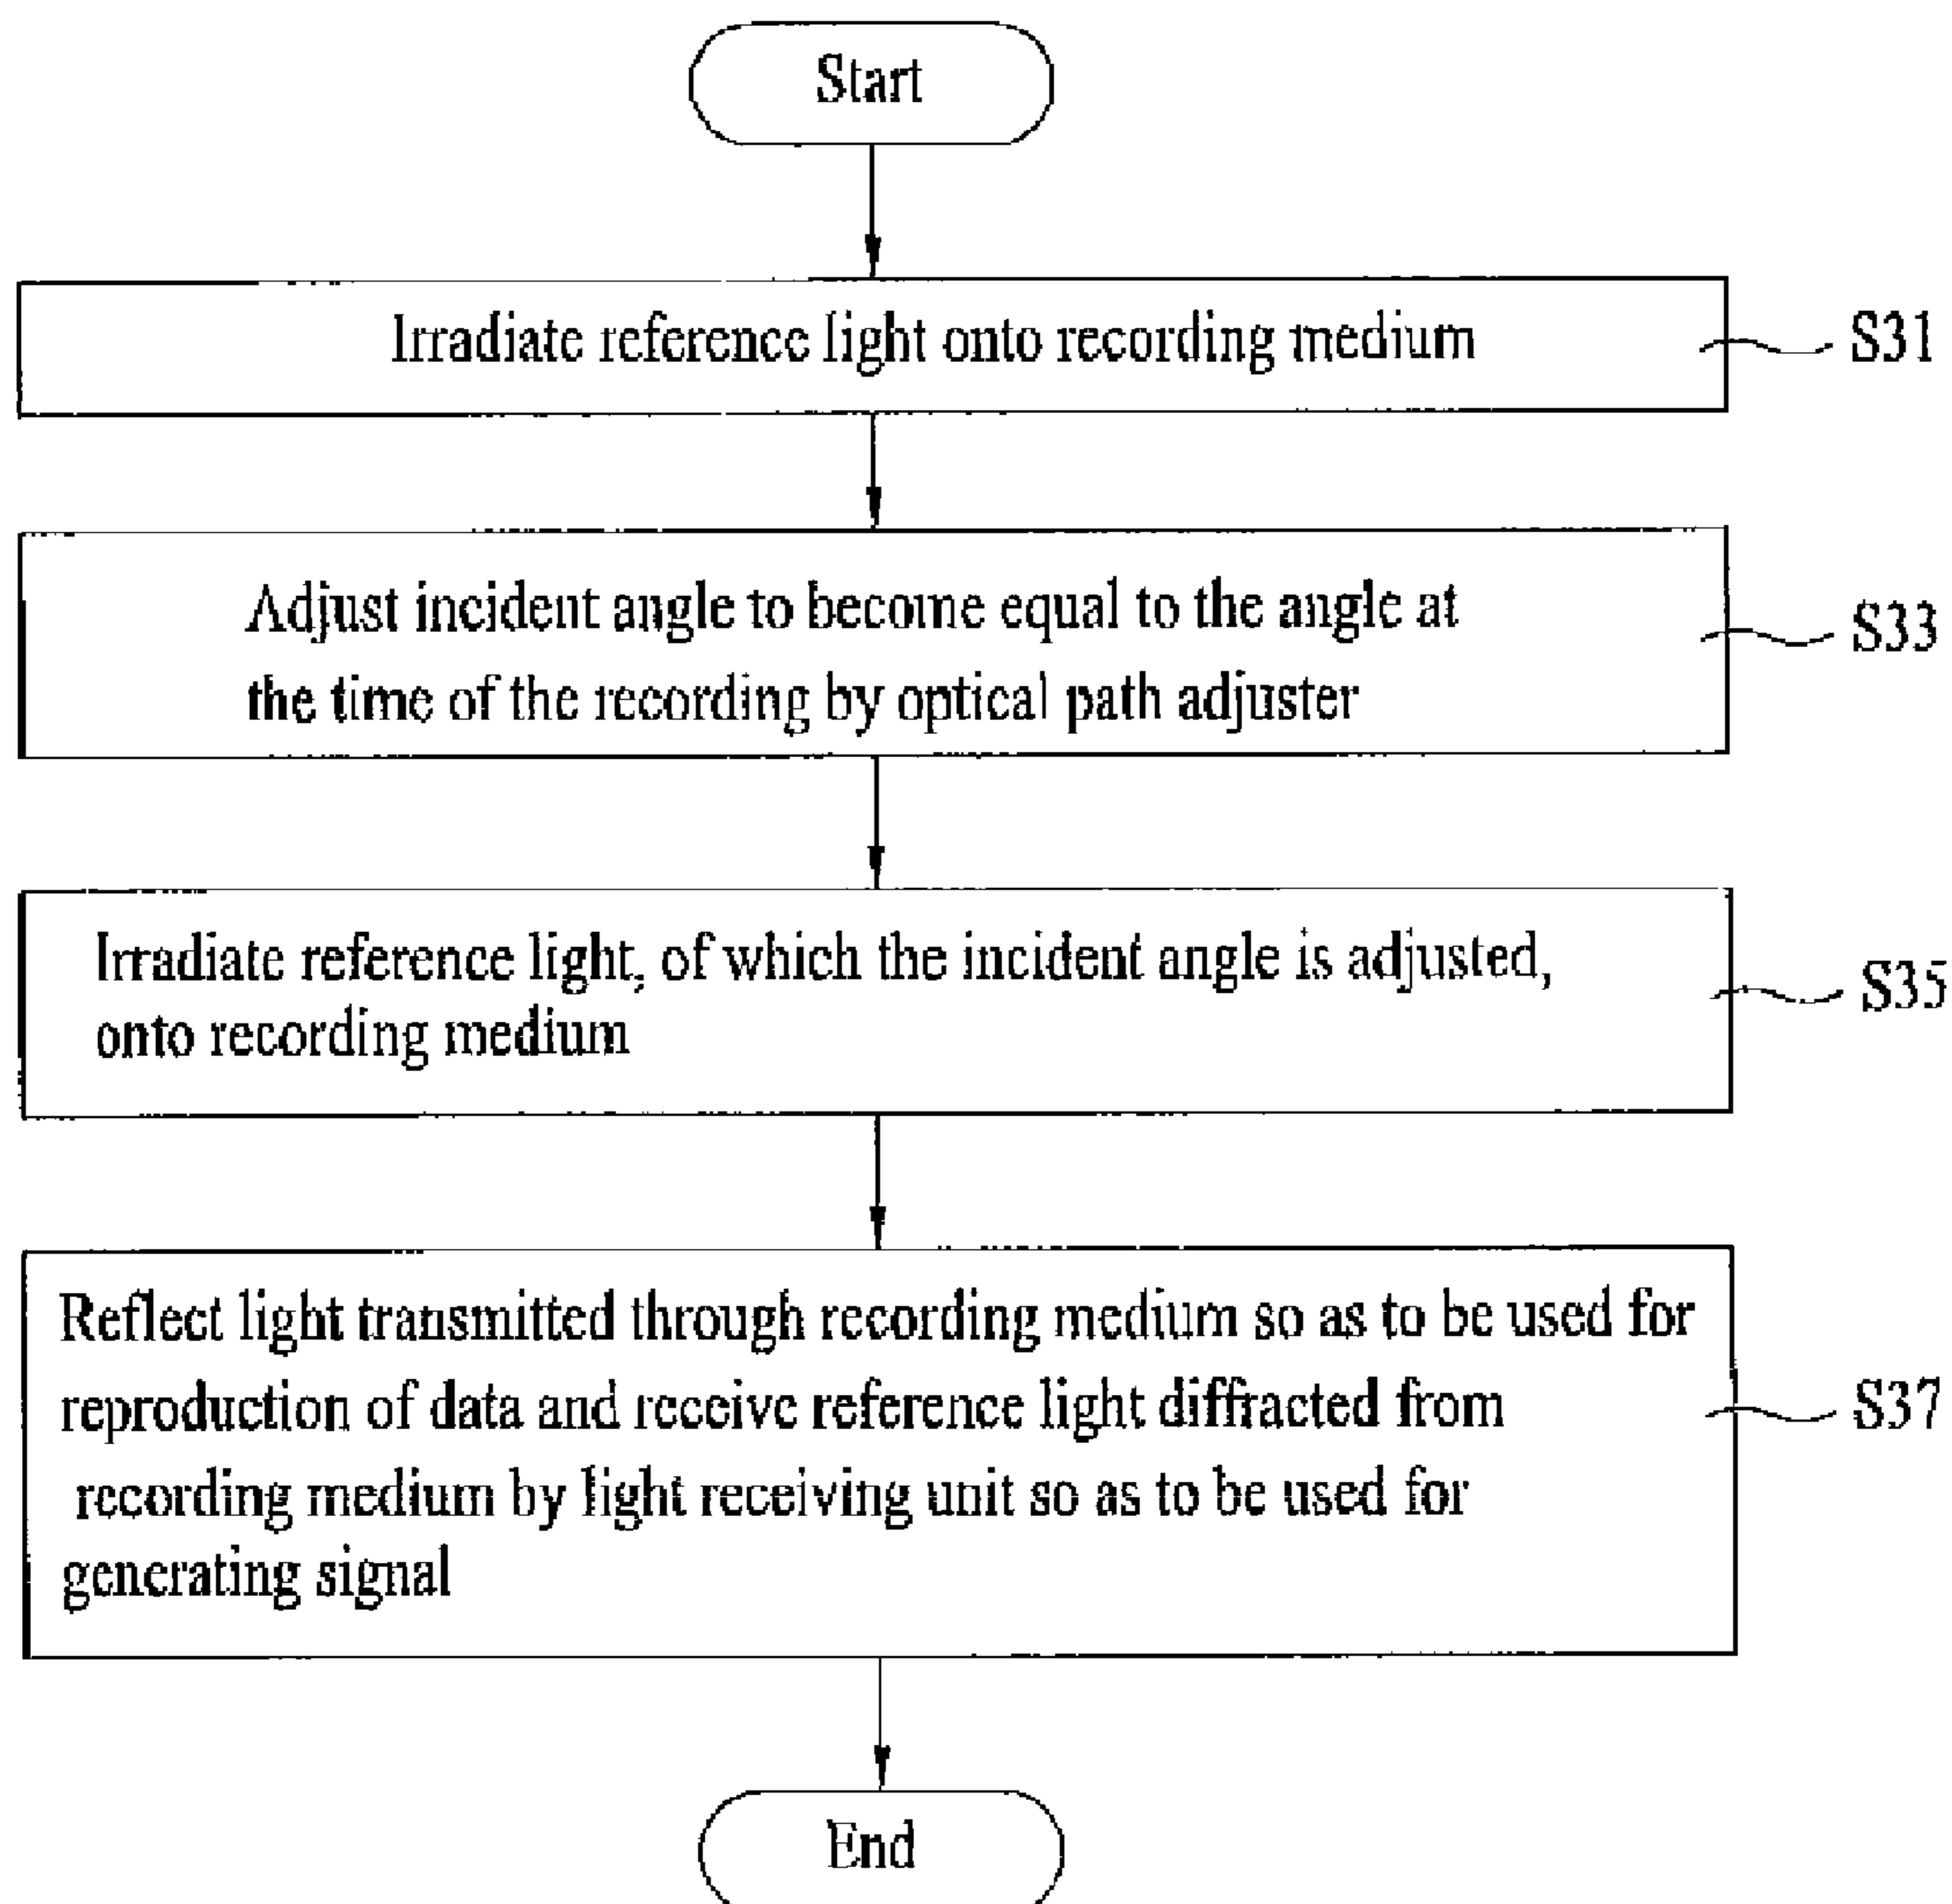 Start
Irradiate reference light onto recording medium
S31
Adjust incident angle to become equal to the angle at
the time of the recording by optical path adjuster
S33
Irradiate reference light, of which the incident angle is adjusted,
onto recording medium
S35
Reflect light transmitted through recording medium so as to be used for
reproduction of data and receive reference light diffracted from
recording medium by light receiving unit so as to be used for
generating signal
S37
End